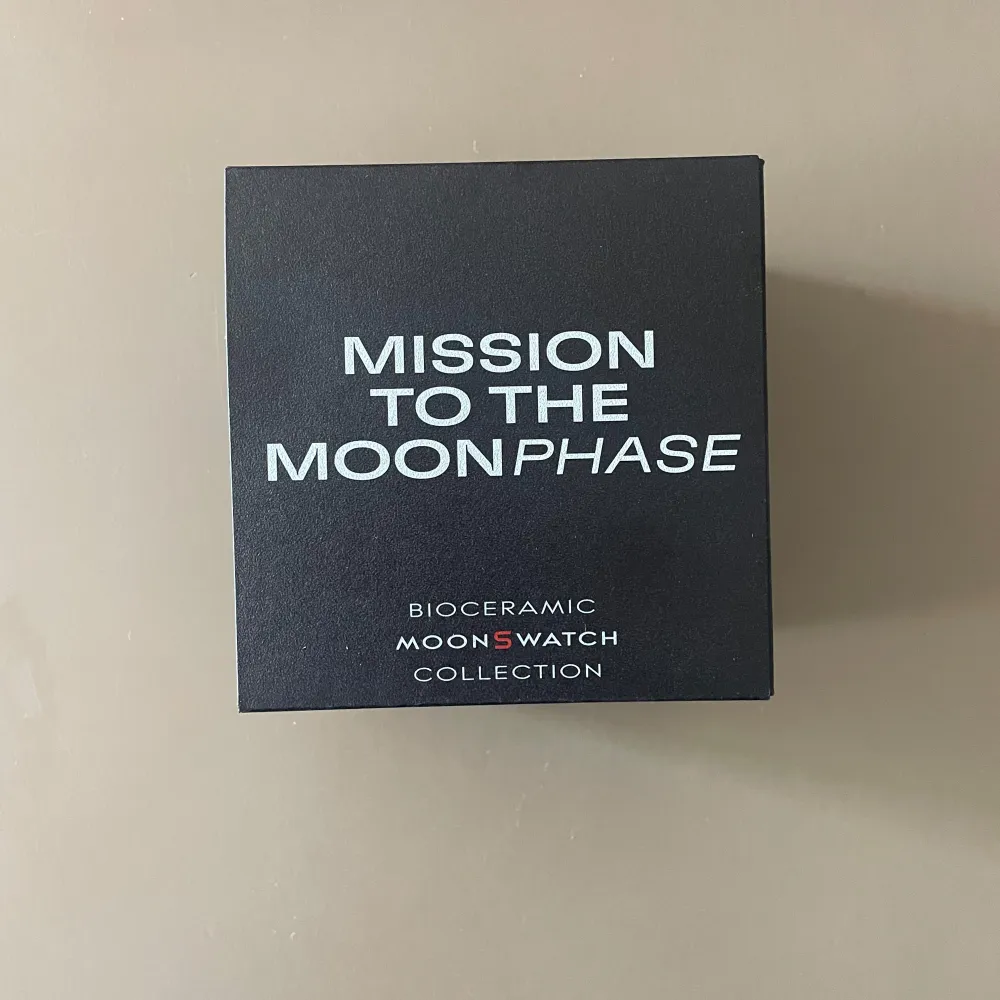 MISSION
TO THE
MOONPHASE
BIOCERAMIC
MOONSWATCH
COLLECTION